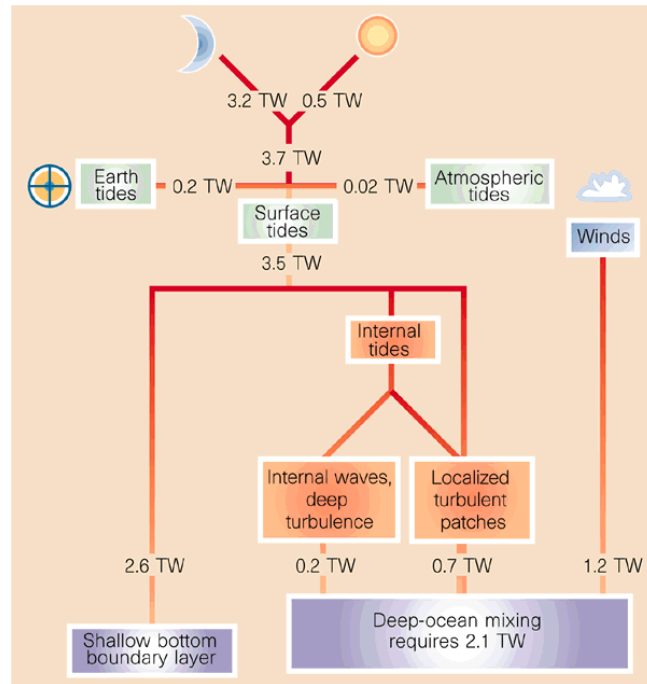 3.2 TW 0.5 TW
3.7 TW
Earth
tides
0.2 TW
0.02 TW
Atmospheric
tides
Surface
tides
Winds
3.5 TW
Internal
tides
Internal waves,
deep
turbulence
Localized
turbulent
patches
2.6 TW
0.2 TW
0.7 TW
1.2 TW
Shallow bottom
boundary layer
Deep-ocean mixing
requires 2.1 TW